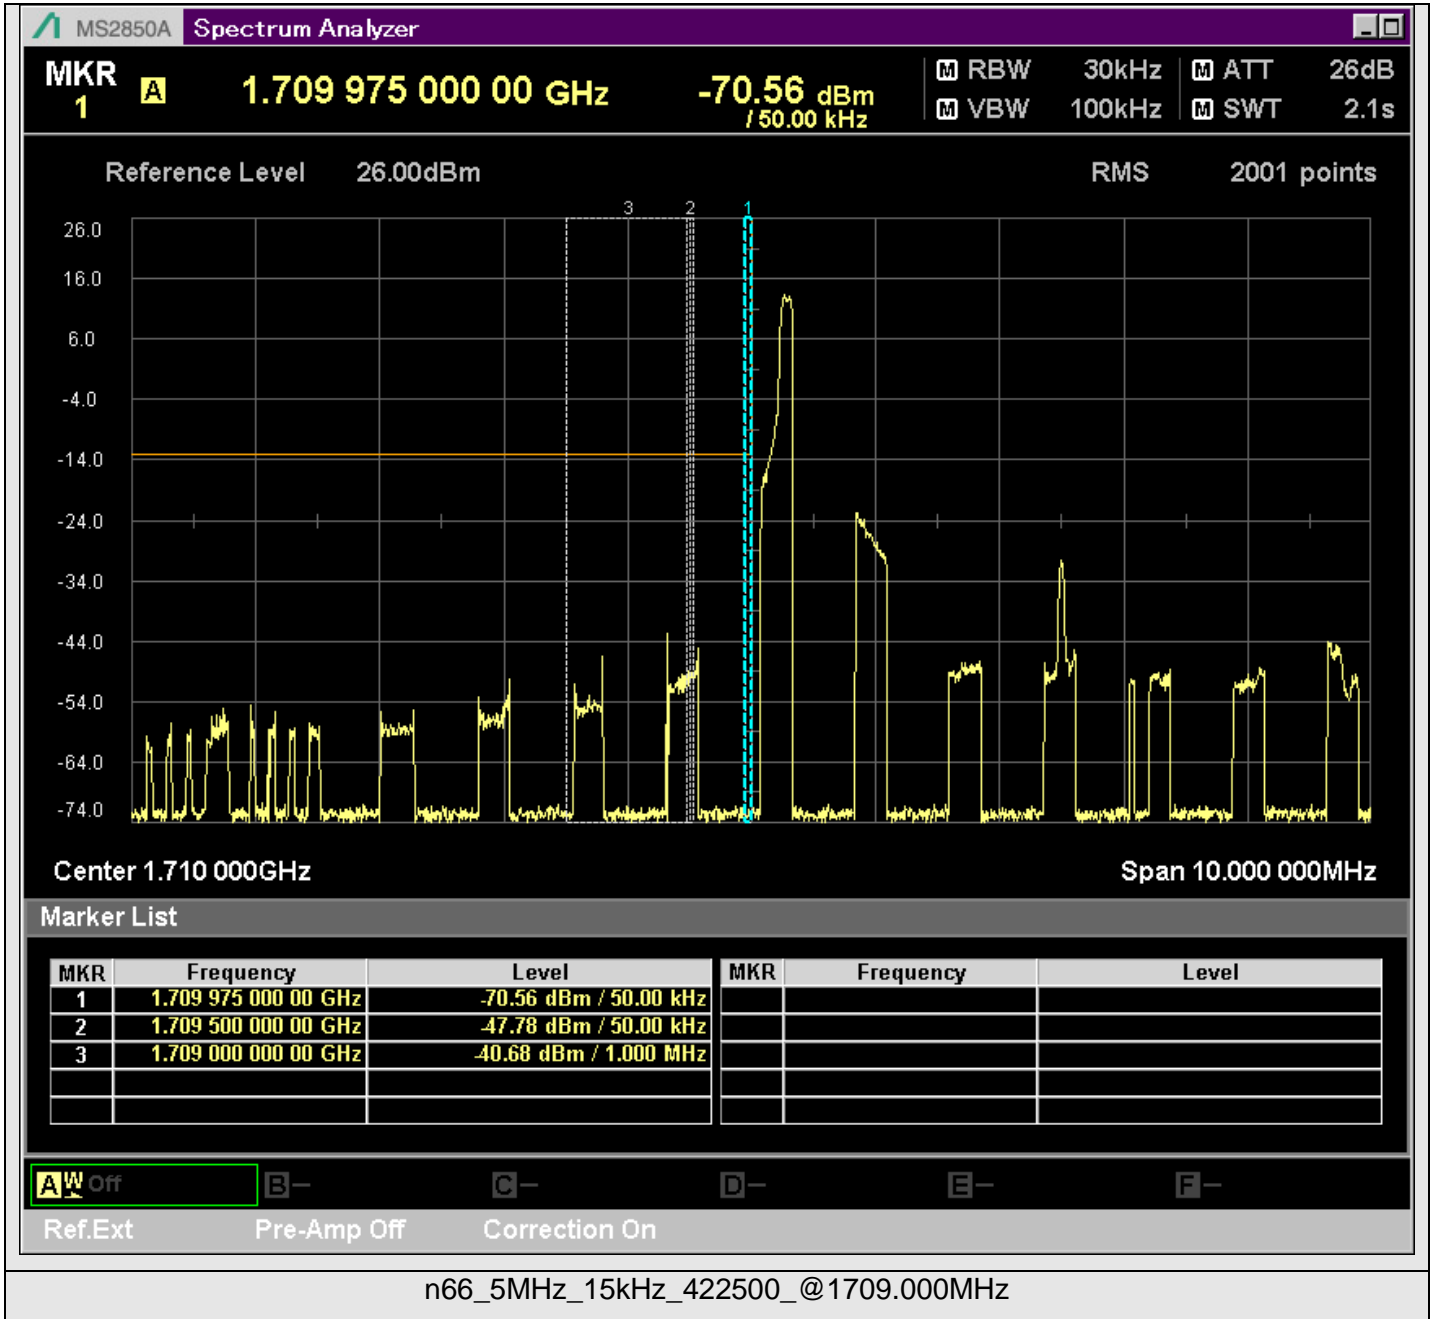 MS2850A Spectrum Analyzer
MKR 1 A 1.709 975 000 00 GHz -70.56 dBm / 50.00 kHz
M RBW 30kHz M ATT 26dB
M VBW 100kHz M SWT 2.1s
Reference Level 26.00dBm RMS 2001 points
3 2 1
26.0
16.0
6.0
-4.0
-14.0
-24.0
-34.0
-44.0
-54.0
-64.0
-74.0
Center 1.710 000GHz Span 10.000 000MHz
Marker List
MKR Frequency Level MKR Frequency Level
1 1.709 975 000 00 GHz -70.56 dBm / 50.00 kHz
2 1.709 500 000 00 GHz -47.78 dBm / 50.00 kHz
3 1.709 000 000 00 GHz -40.68 dBm / 1.000 MHz
A W Off B- C- D- E- F-
Ref.Ext Pre-Amp Off Correction On
n66_5MHz_15kHz_422500_@1709.000MHz